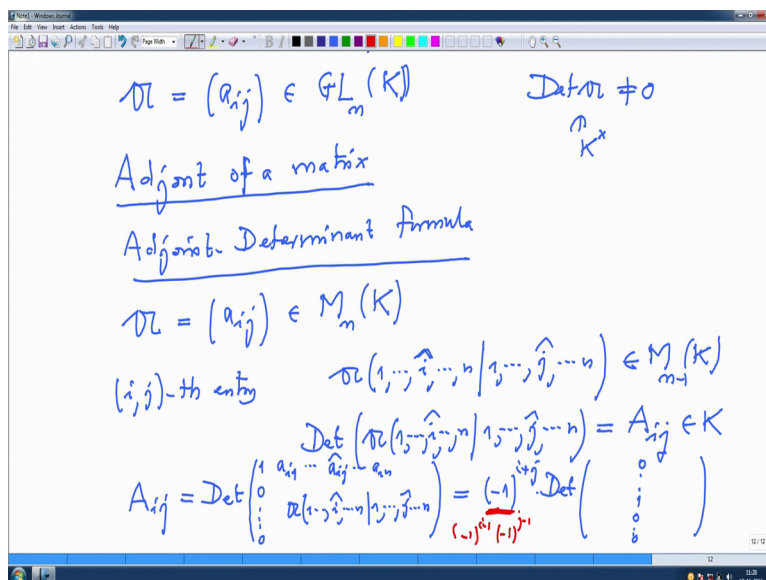 Note1 - Windows Journal
File Edit View Insert Actions Tools Help
Page Width
𝔄 = (a_ij) ∈ GL_n(K) Det 𝔄 ≠ 0
↑
K^×
Adjoint of a matrix
Adjoint-Determinant formula
𝔄 = (a_ij) ∈ M_n(K)
(i,j)-th entry 𝔄(1,...,î,...,n | 1,...,ĵ,...n) ∈ M_{n-1}(K)
Det(𝔄(1,...î...,n | 1,...ĵ...n)) = A_ij ∈ K
A_ij = Det(1 a_i1 ... â_ij ... a_in ; 0 ⋮ 0 𝔄(1...,î,...n | 1,...,ĵ...n)) = (-1)^{i+j} · Det(0 ⋮ 1 0 0)
(-1)^{i-1} (-1)^{j-1}
12 / 12
12
11:28